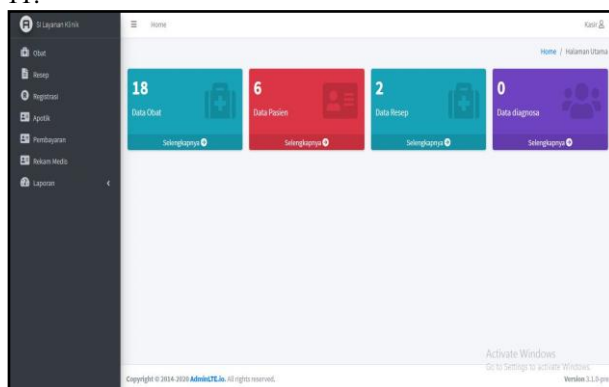 11.
SI Layanan Klinik
Home
Kasir
Home / Halaman Utama
Obat
Resep
Registrasi
Apotik
Pembayaran
Rekam Medis
Laporan
18
Data Obat
Selengkapnya
6
Data Pasien
Selengkapnya
2
Data Resep
Selengkapnya
0
Data diagnosa
Selengkapnya
Activate Windows
Go to Settings to activate Windows.
Copyright © 2014-2020 AdminLTE.io. All rights reserved.
Version 3.1.0-pre